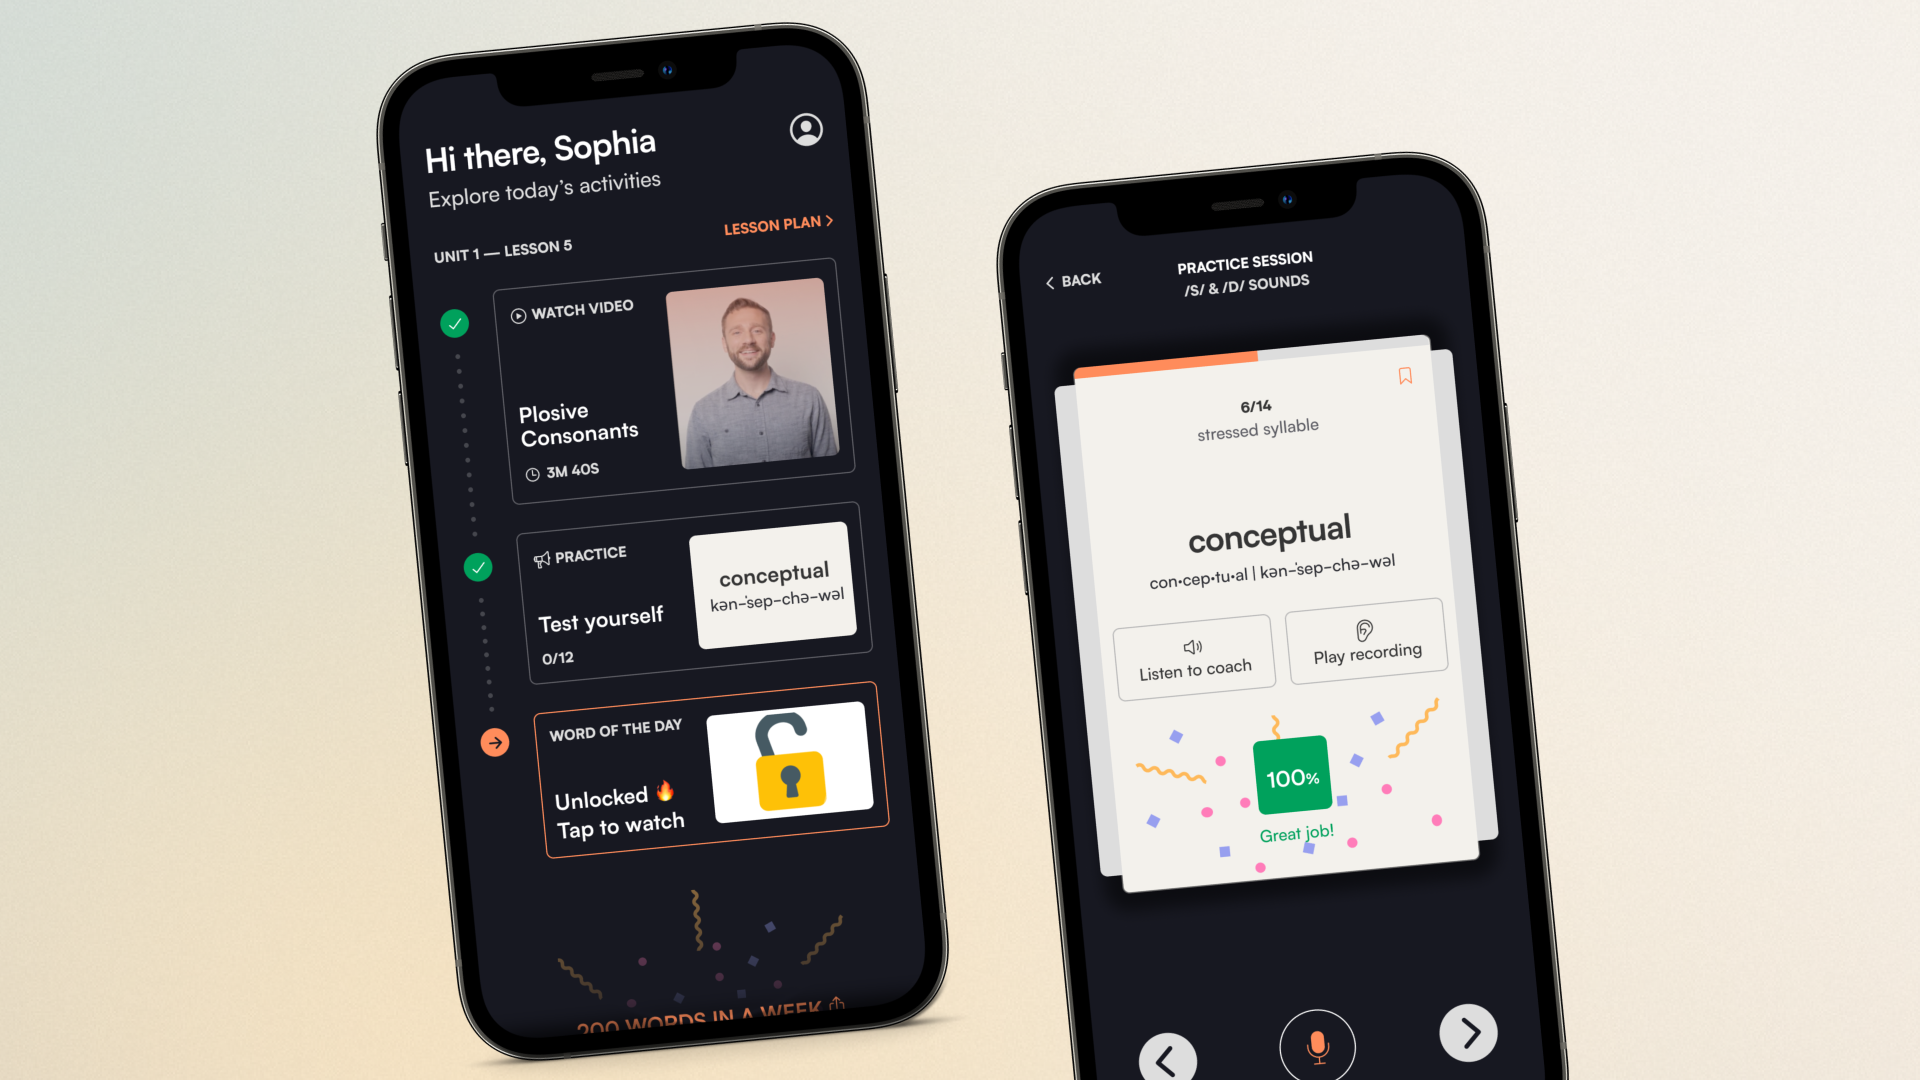 Hi there, Sophia
Explore today’s activities
LESSON PLAN
UNIT 1 — LESSON 5
WATCH VIDEO
Plosive
Consonants
3M 40S
PRACTICE
Test yourself
0/12
conceptual
kən-ˈsep-chə-wəl
WORD OF THE DAY
Unlocked 🔥
Tap to watch
200 WORDS IN A WEEK
BACK
PRACTICE SESSION
/S/ & /D/ SOUNDS
6/14
stressed syllable
conceptual
con·cep·tu·al | kən-ˈsep-chə-wəl
Listen to coach
Play recording
100%
Great job!